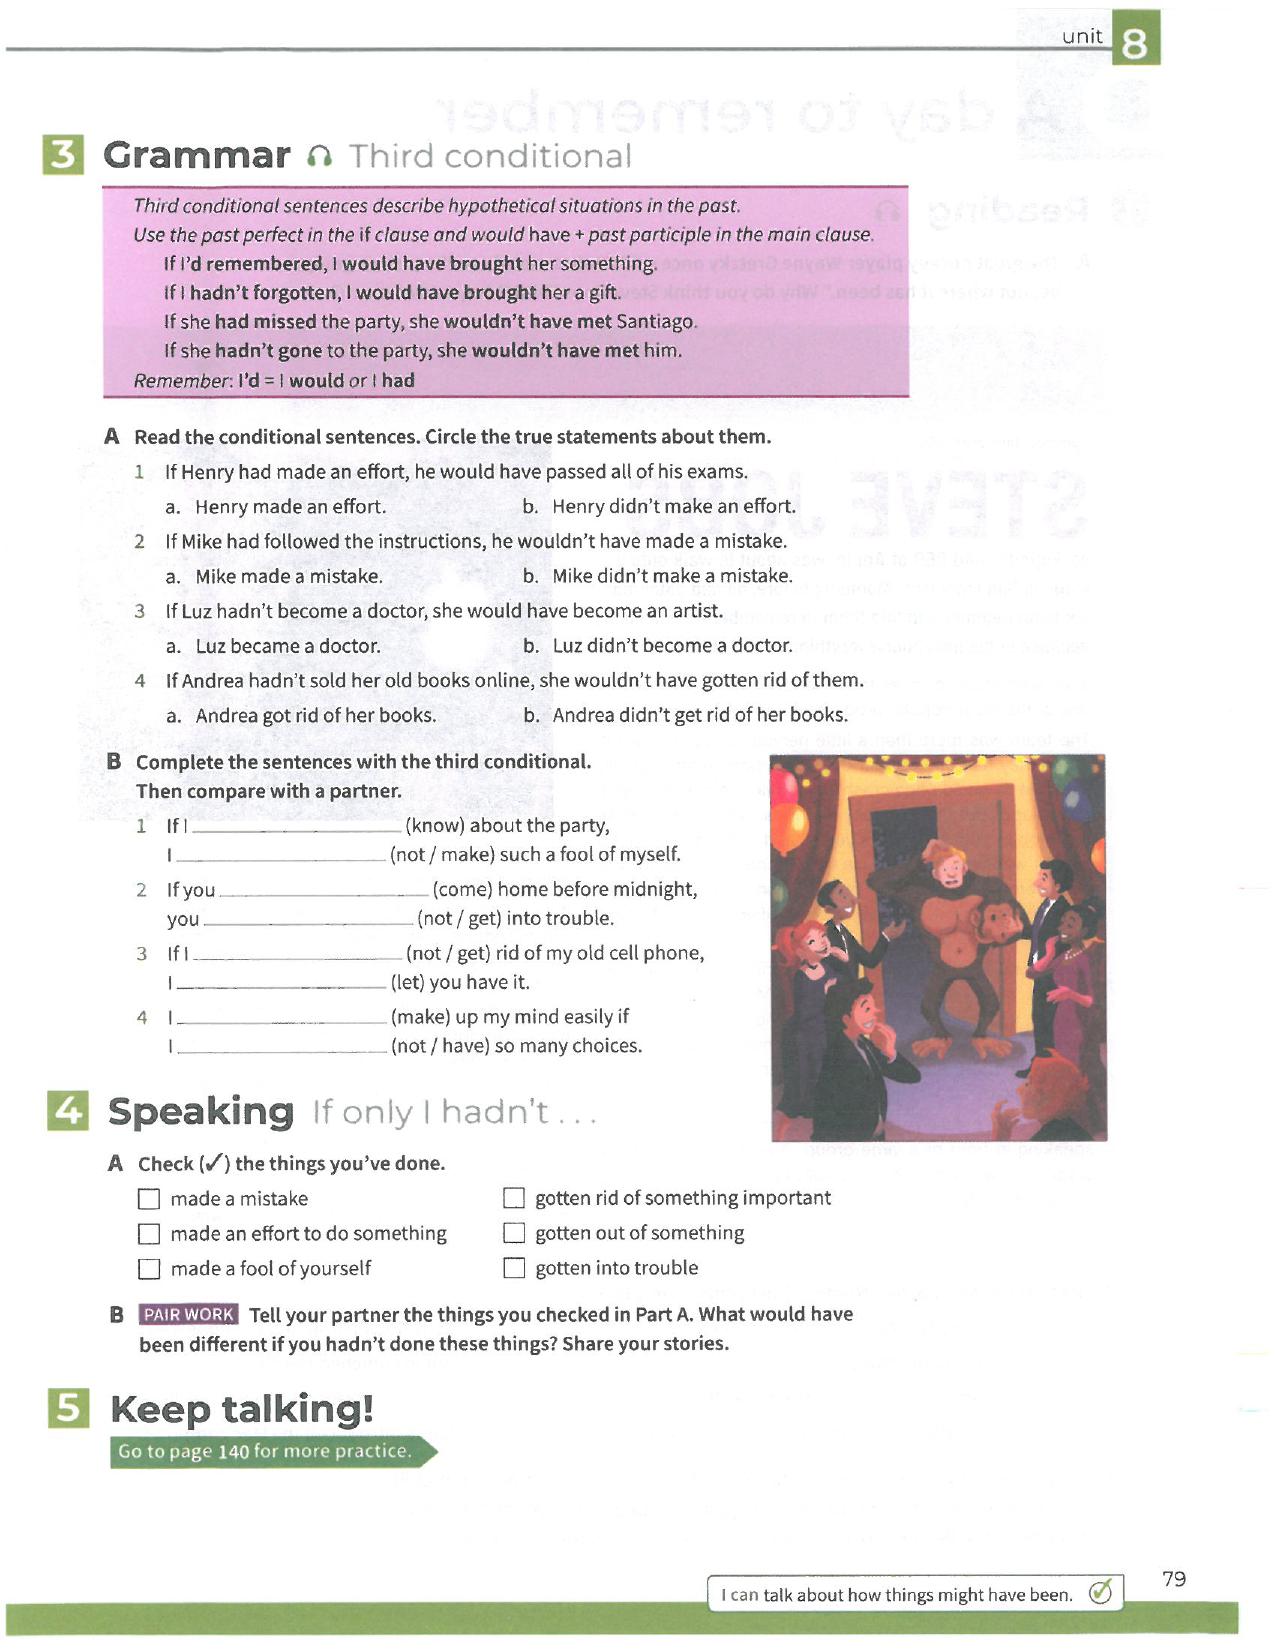 unit 8
3 Grammar Third conditional
Third conditional sentences describe hypothetical situations in the past.
Use the past perfect in the if clause and would have + past participle in the main clause.
If I'd remembered, I would have brought her something.
If I hadn't forgotten, I would have brought her a gift.
If she had missed the party, she wouldn't have met Santiago.
If she hadn't gone to the party, she wouldn't have met him.
Remember: I'd = I would or I had
A Read the conditional sentences. Circle the true statements about them.
1 If Henry had made an effort, he would have passed all of his exams.
a. Henry made an effort. b. Henry didn't make an effort.
2 If Mike had followed the instructions, he wouldn't have made a mistake.
a. Mike made a mistake. b. Mike didn't make a mistake.
3 If Luz hadn't become a doctor, she would have become an artist.
a. Luz became a doctor. b. Luz didn't become a doctor.
4 If Andrea hadn't sold her old books online, she wouldn't have gotten rid of them.
a. Andrea got rid of her books. b. Andrea didn't get rid of her books.
B Complete the sentences with the third conditional.
Then compare with a partner.
1 If I ____________ (know) about the party,
I ____________ (not / make) such a fool of myself.
2 If you ____________ (come) home before midnight,
you ____________ (not / get) into trouble.
3 If I ____________ (not / get) rid of my old cell phone,
I ____________ (let) you have it.
4 I ____________ (make) up my mind easily if
I ____________ (not / have) so many choices.
4 Speaking If only I hadn't . . .
A Check (✓) the things you've done.
☐ made a mistake ☐ gotten rid of something important
☐ made an effort to do something ☐ gotten out of something
☐ made a fool of yourself ☐ gotten into trouble
B PAIR WORK Tell your partner the things you checked in Part A. What would have
been different if you hadn't done these things? Share your stories.
5 Keep talking!
Go to page 140 for more practice.
I can talk about how things might have been.
79